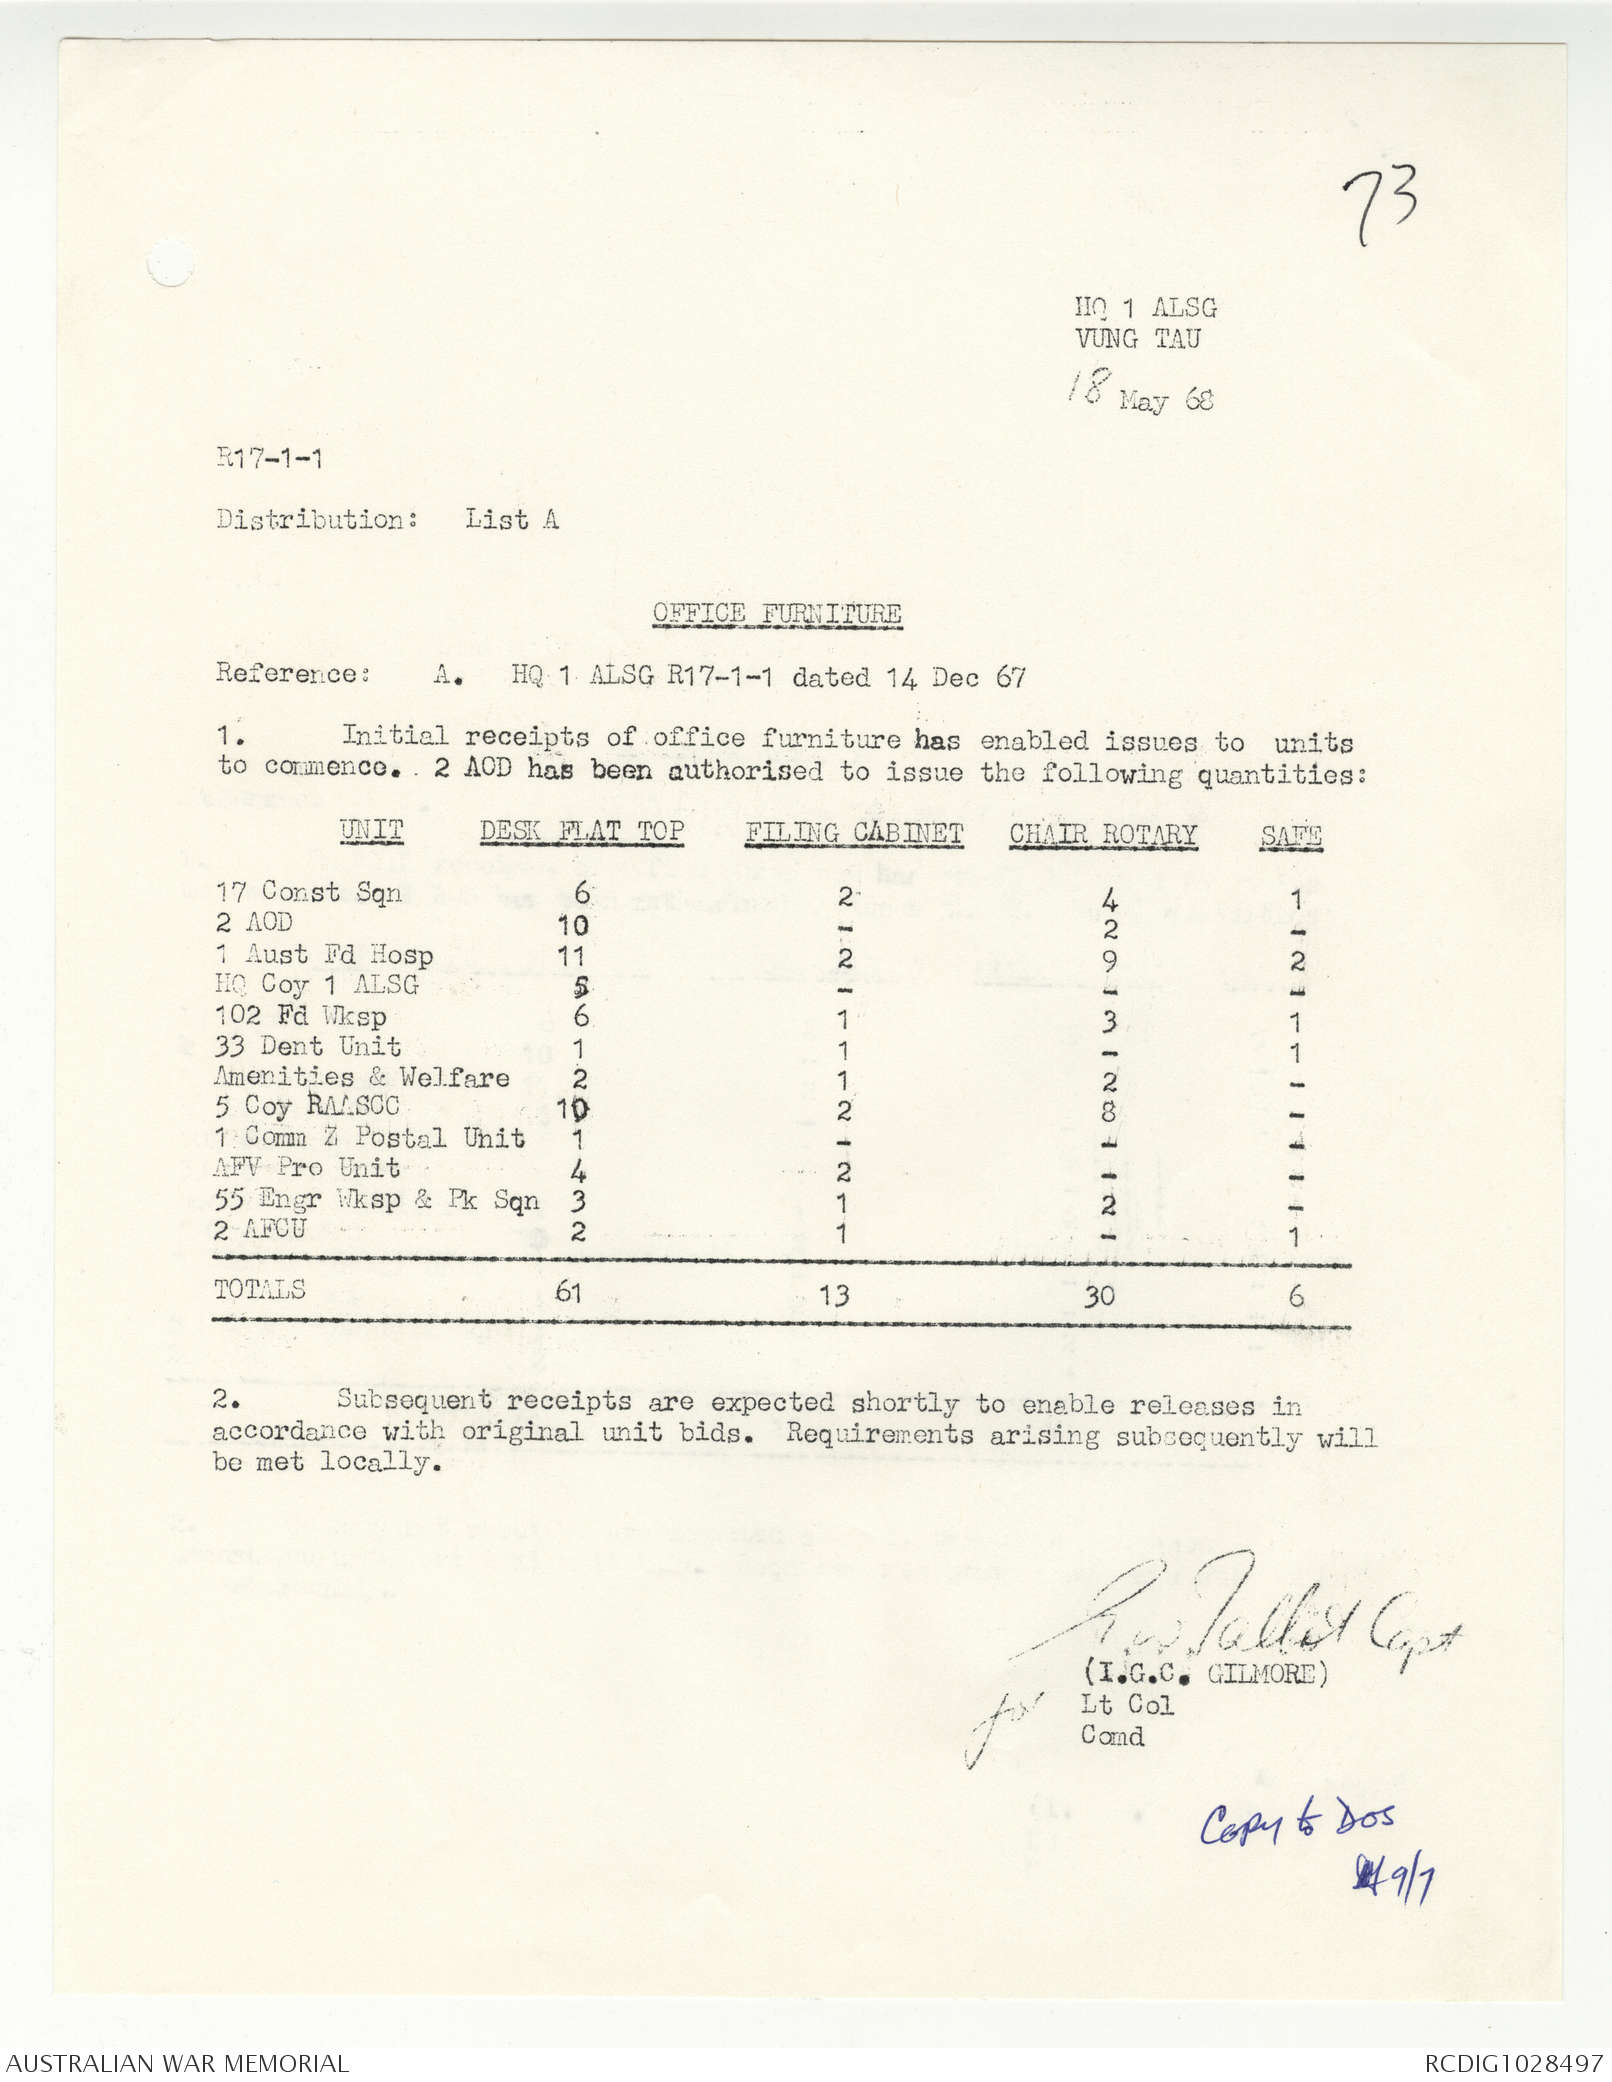 73
HQ 1 ALSG
VUNG TAU
18 May 68
R17-1-1
Distribution: List A
OFFICE FURNITURE
Reference: A. HQ 1 ALSG R17-1-1 dated 14 Dec 67
1. Initial receipts of office furniture has enabled issues to units
to commence. 2 AOD has been authorised to issue the following quantities:
UNIT DESK FLAT TOP FILING CABINET CHAIR ROTARY SAFE
17 Const Sqn 6 2 4 1
2 AOD 10 - 2 -
1 Aust Fd Hosp 11 2 9 2
HQ Coy 1 ALSG 5 - - -
102 Fd Wksp 6 1 3 1
33 Dent Unit 1 1 - 1
Amenities & Welfare 2 1 2 -
5 Coy RAASCC 10 2 8 -
1 Comm Z Postal Unit 1 - - -
AFV Pro Unit 4 2 - -
55 Engr Wksp & Pk Sqn 3 1 2 -
2 AFCU 2 1 - 1
TOTALS 61 13 30 6
2. Subsequent receipts are expected shortly to enable releases in
accordance with original unit bids. Requirements arising subsequently will
be met locally.
Talbot Capt
(I.G.C. GILMORE)
for Lt Col
Comd
Copy to DOS
9/7
AUSTRALIAN WAR MEMORIAL RCDIG1028497